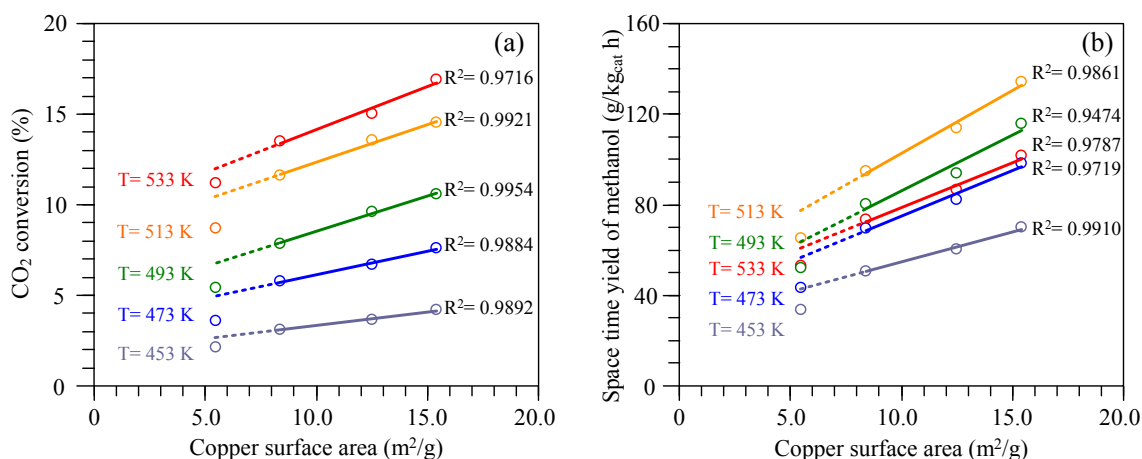 (a)
CO₂ conversion (%)
20
15
10
5
0
R²= 0.9716
R²= 0.9921
R²= 0.9954
R²= 0.9884
R²= 0.9892
T= 533 K
T= 513 K
T= 493 K
T= 473 K
T= 453 K
0 5.0 10.0 15.0 20.0
Copper surface area (m²/g)
(b)
Space time yield of methanol (g/kg_cat h)
160
120
80
40
0
R²= 0.9861
R²= 0.9474
R²= 0.9787
R²= 0.9719
R²= 0.9910
T= 513 K
T= 493 K
T= 533 K
T= 473 K
T= 453 K
0 5.0 10.0 15.0 20.0
Copper surface area (m²/g)